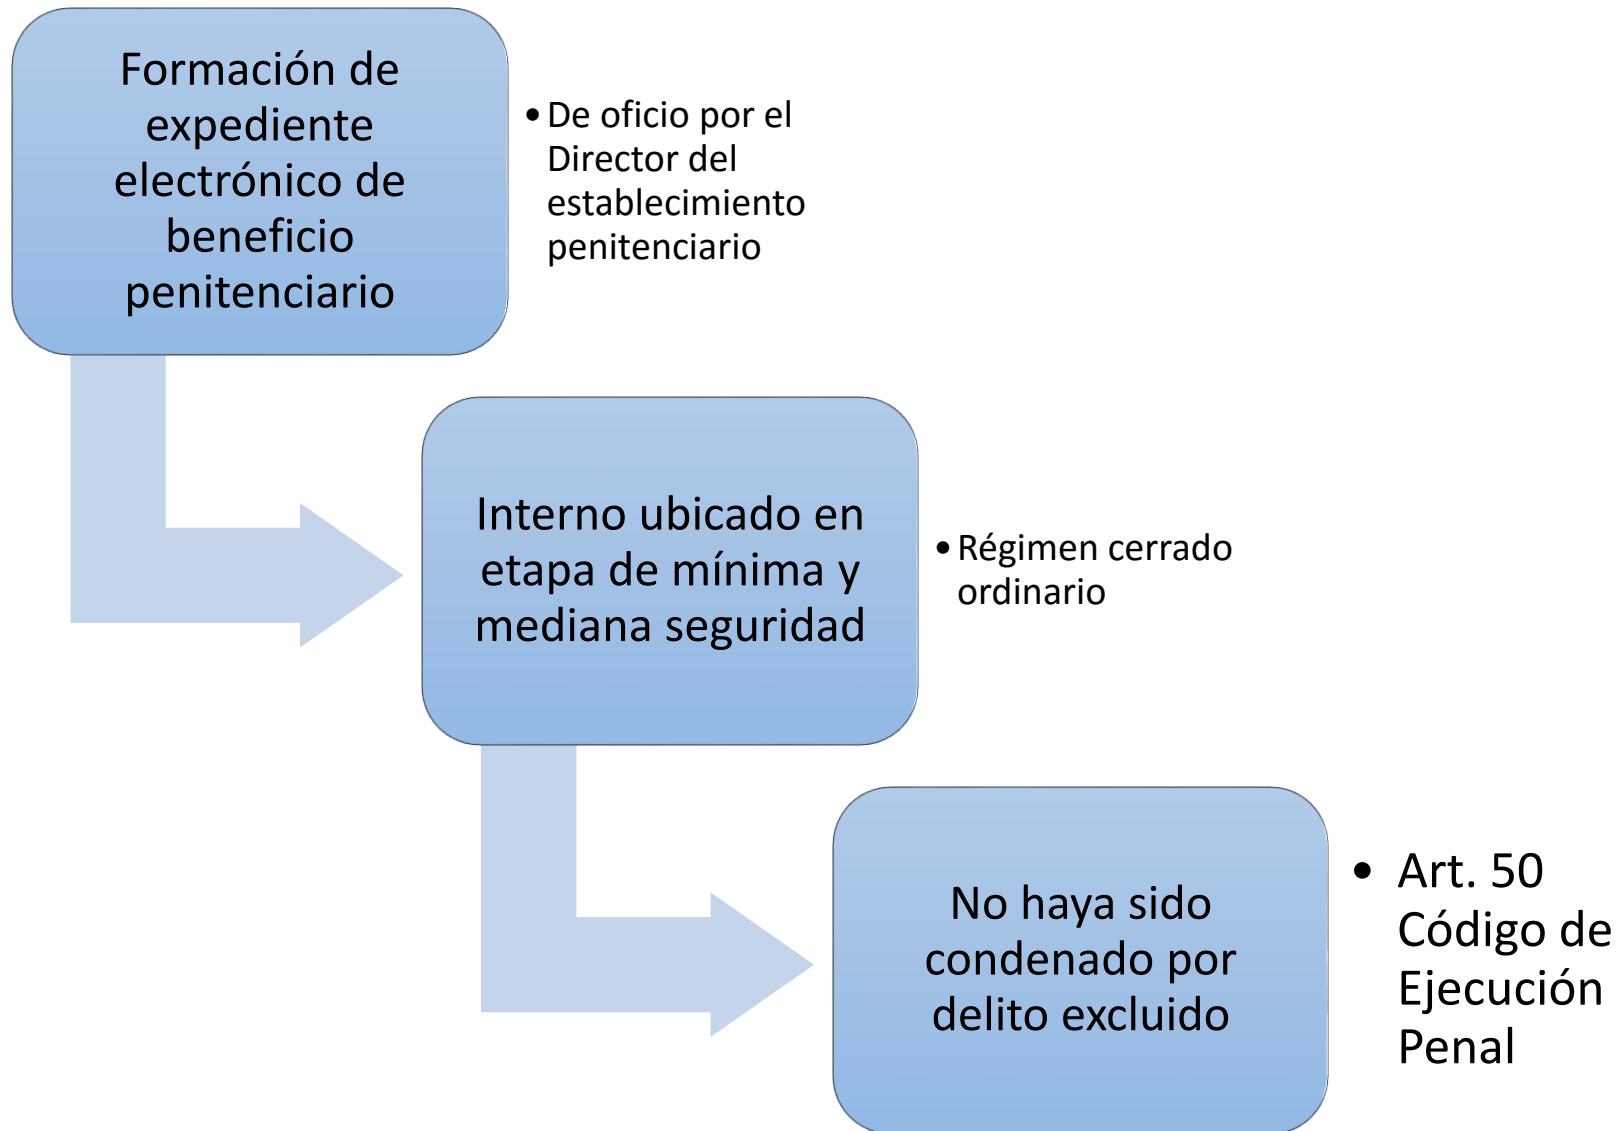 Formación de
expediente
electrónico de
beneficio
penitenciario
• De oficio por el
Director del
establecimiento
penitenciario
Interno ubicado en
etapa de mínima y
mediana seguridad
• Régimen cerrado
ordinario
No haya sido
condenado por
delito excluido
• Art. 50
Código de
Ejecución
Penal